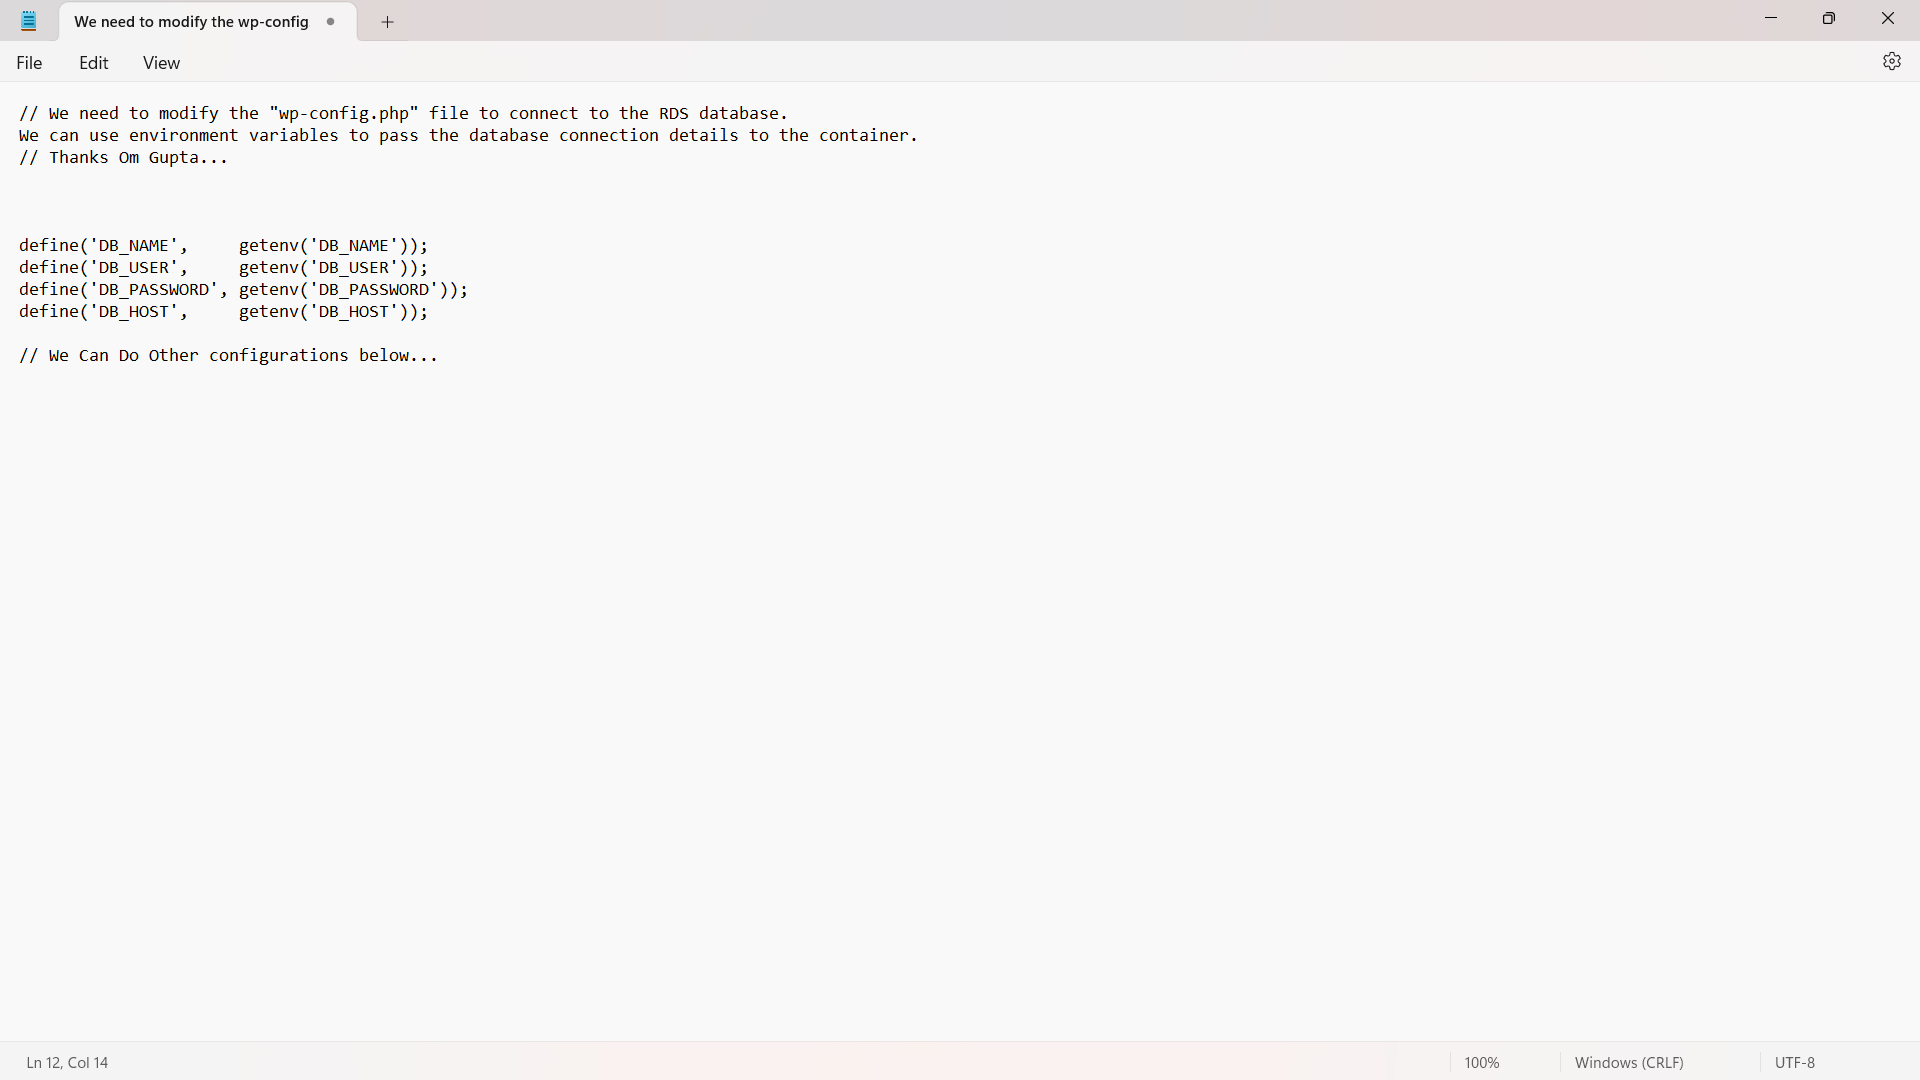 We need to modify the wp-config
File Edit View
// We need to modify the "wp-config.php" file to connect to the RDS database.
We can use environment variables to pass the database connection details to the container.
// Thanks Om Gupta...
define('DB_NAME',     getenv('DB_NAME'));
define('DB_USER',     getenv('DB_USER'));
define('DB_PASSWORD', getenv('DB_PASSWORD'));
define('DB_HOST',     getenv('DB_HOST'));
// We Can Do Other configurations below...
Ln 12, Col 14 100% Windows (CRLF) UTF-8